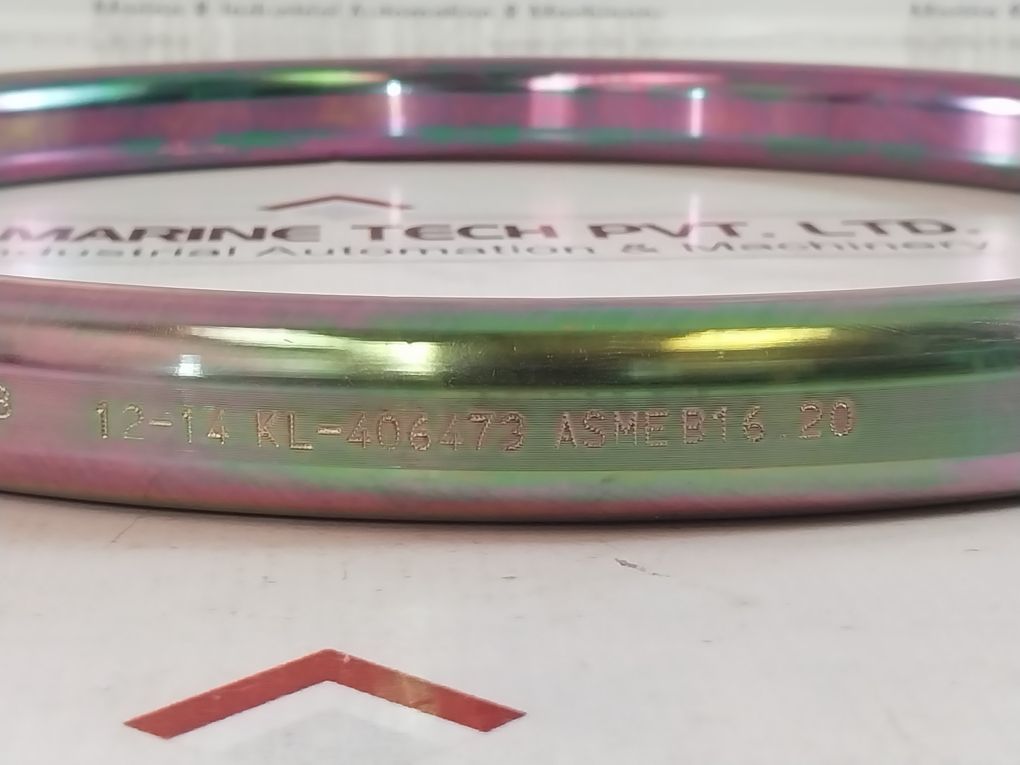 MARINE TECH PVT. LTD.
Industrial Automation & Machinery
12-14 KL-406473 ASME B16.20